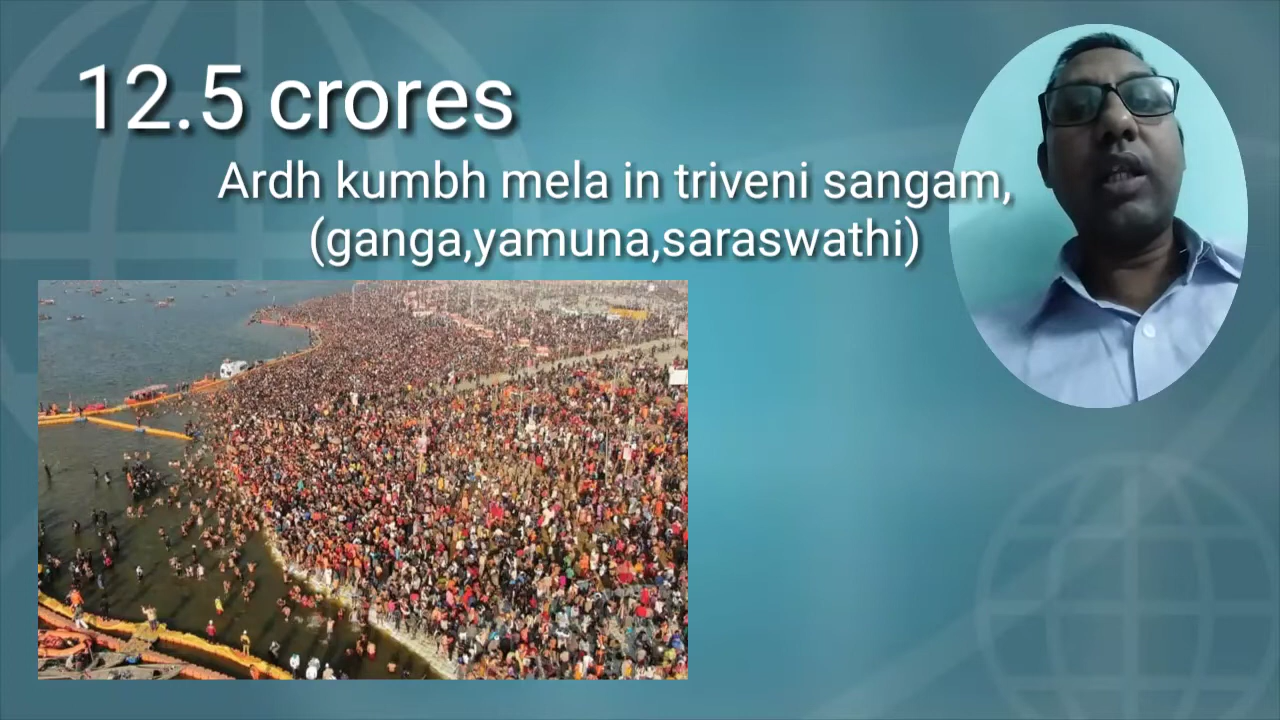 12.5 crores
Ardh kumbh mela in triveni sangam,
(ganga,yamuna,saraswathi)